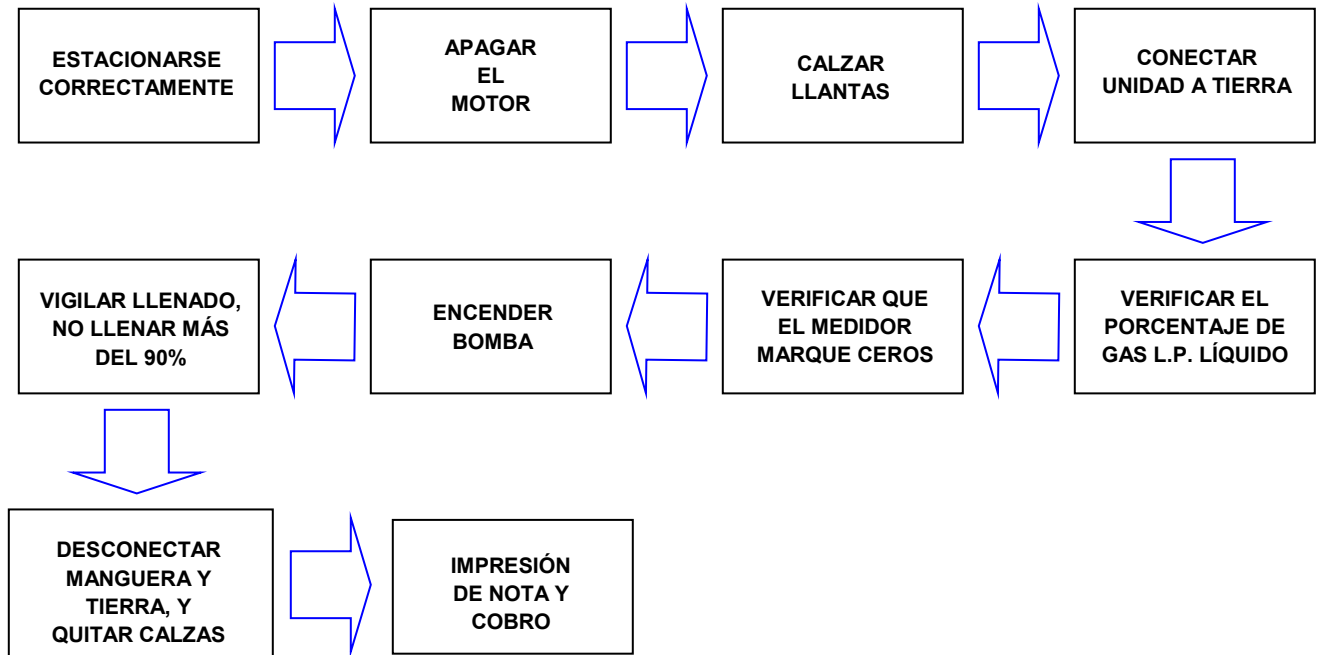 ESTACIONARSE
CORRECTAMENTE
APAGAR
EL
MOTOR
CALZAR
LLANTAS
CONECTAR
UNIDAD A TIERRA
VERIFICAR EL
PORCENTAJE DE
GAS L.P. LÍQUIDO
VERIFICAR QUE
EL MEDIDOR
MARQUE CEROS
ENCENDER
BOMBA
VIGILAR LLENADO,
NO LLENAR MÁS
DEL 90%
DESCONECTAR
MANGUERA Y
TIERRA, Y
QUITAR CALZAS
IMPRESIÓN
DE NOTA Y
COBRO